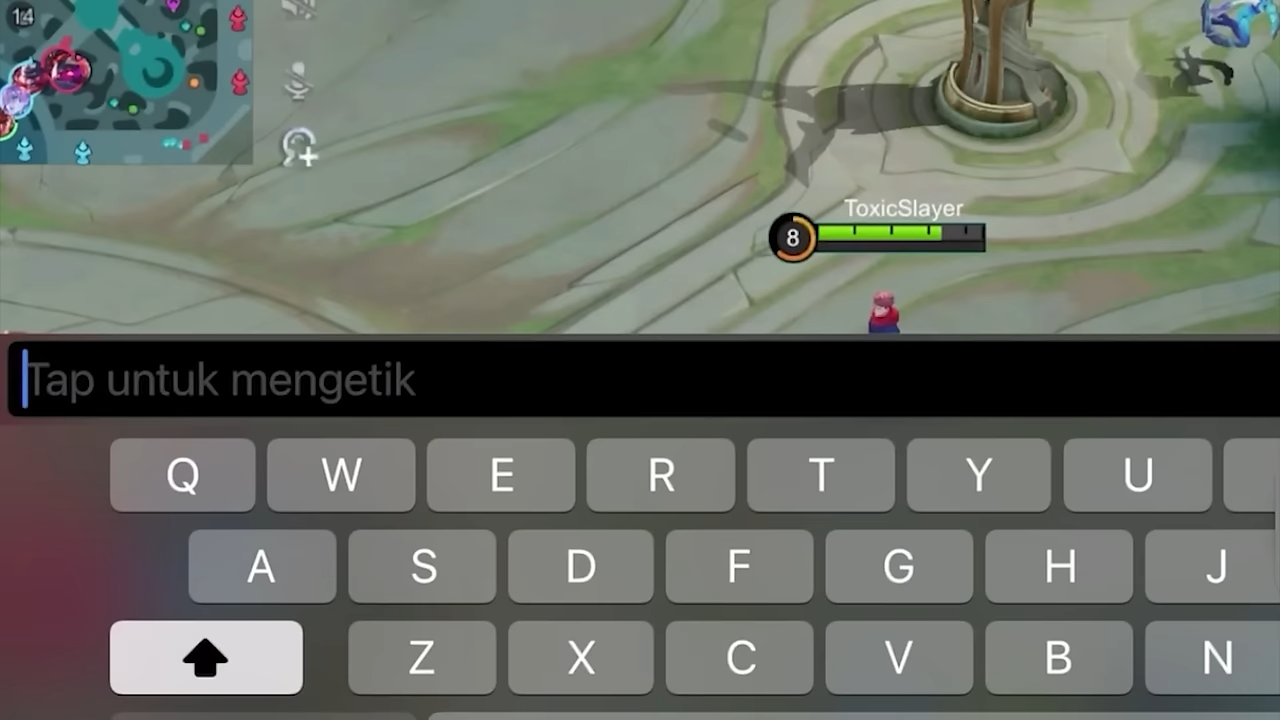 14
ToxicSlayer
8
Tap untuk mengetik
Q W E R T Y U
A S D F G H J
Z X C V B N